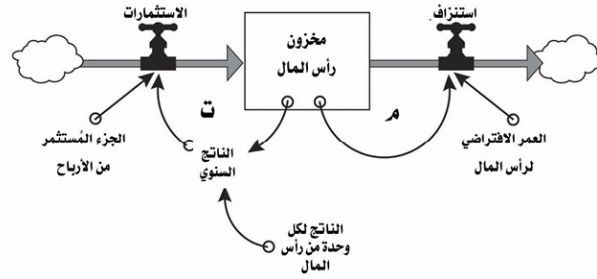 استنزاف
الاستثمارات
مخزون
رأس المال
م
ت
العمر الافتراضي
لرأس المال
الناتج
السنوي
الجزء المُستثمر
من الأرباح
الناتج لكل
وحدة من رأس
المال